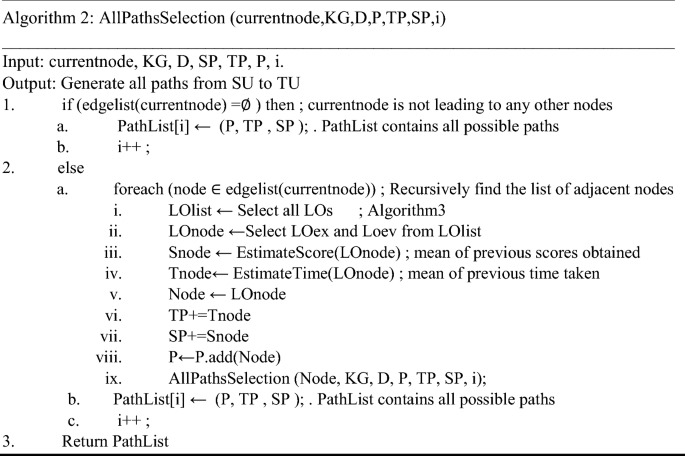 Algorithm 2: AllPathsSelection (currentnode,KG,D,P,TP,SP,i)
Input: currentnode, KG, D, SP, TP, P, i.
Output: Generate all paths from SU to TU
1. if (edgelist(currentnode) =∅ ) then ; currentnode is not leading to any other nodes
a. PathList[i] ← (P, TP , SP ); . PathList contains all possible paths
b. i++ ;
2. else
a. foreach (node ∈ edgelist(currentnode)) ; Recursively find the list of adjacent nodes
i. LOlist ← Select all LOs ; Algorithm3
ii. LOnode ←Select LOex and Loev from LOlist
iii. Snode ← EstimateScore(LOnode) ; mean of previous scores obtained
iv. Tnode← EstimateTime(LOnode) ; mean of previous time taken
v. Node ← LOnode
vi. TP+=Tnode
vii. SP+=Snode
viii. P←P.add(Node)
ix. AllPathsSelection (Node, KG, D, P, TP, SP, i);
b. PathList[i] ← (P, TP , SP ); . PathList contains all possible paths
c. i++ ;
3. Return PathList